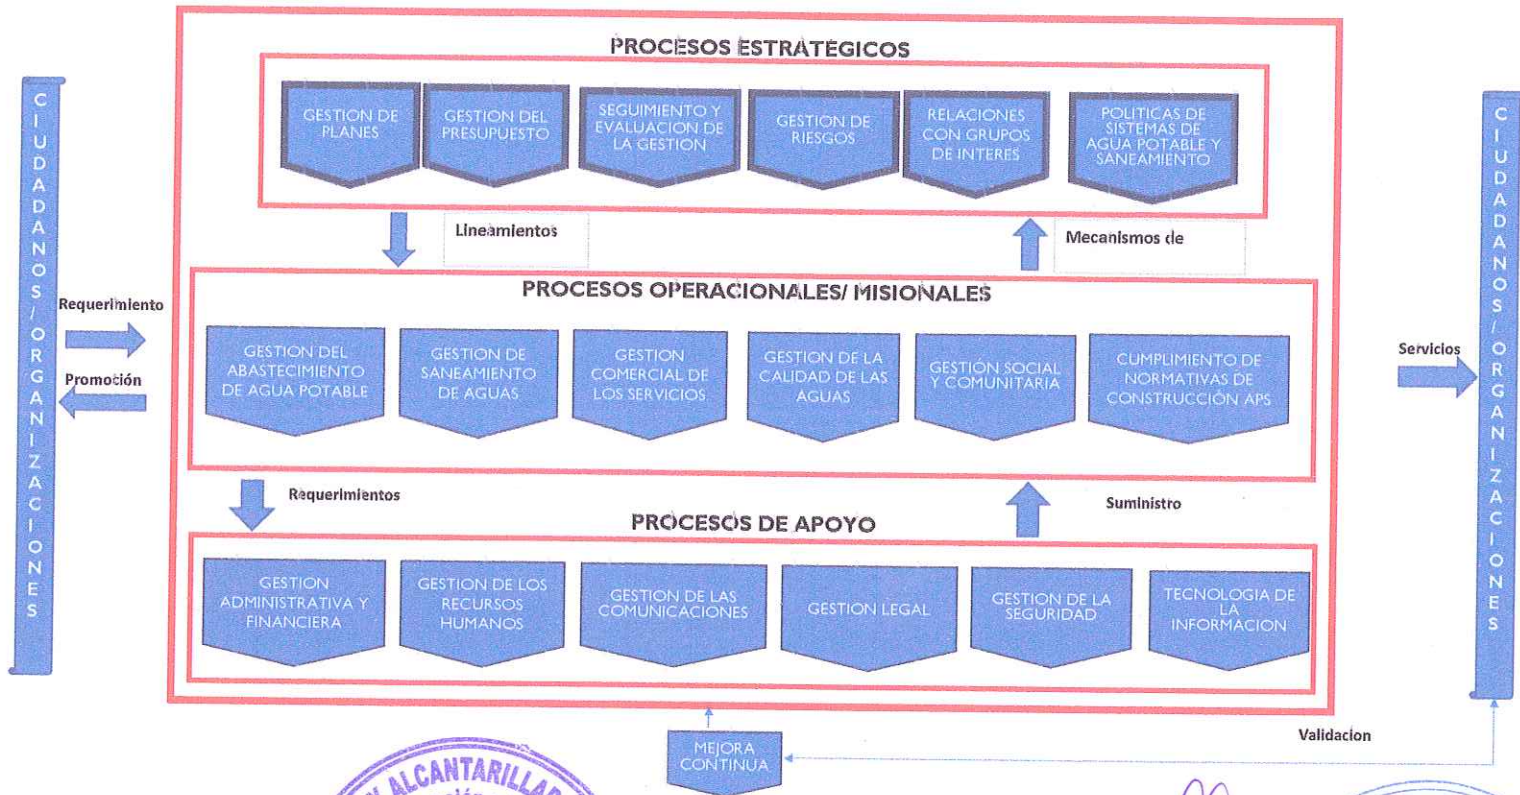 PROCESOS ESTRATÉGICOS
GESTION DE
PLANES
GESTION DEL
PRESUPUESTO
SEGUIMIENTO Y
EVALUACION DE
LA GESTION
GESTION DE
RIESGOS
RELACIONES
CON GRUPOS
DE INTERES
POLITICAS DE
SISTEMAS DE
AGUA POTABLE Y
SANEAMIENTO
CIUDADANOS/ORGANIZACIONES
Lineamientos
Mecanismos de
Requerimiento
Promoción
PROCESOS OPERACIONALES/ MISIONALES
GESTION DEL
ABASTECIMIENTO
DE AGUA POTABLE
GESTION DE
SANEAMIENTO
DE AGUAS
GESTION
COMERCIAL DE
LOS SERVICIOS
GESTION DE LA
CALIDAD DE LAS
AGUAS
GESTIÓN SOCIAL
Y COMUNITARIA
CUMPLIMIENTO DE
NORMATIVAS DE
CONSTRUCCIÓN APS
Servicios
CIUDADANOS/ORGANIZACIONES
Requerimientos
Suministro
PROCESOS DE APOYO
GESTION
ADMINISTRATIVA Y
FINANCIERA
GESTION DE LOS
RECURSOS
HUMANOS
GESTION DE LAS
COMUNICACIONES
GESTION LEGAL
GESTION DE LA
SEGURIDAD
TECNOLOGIA DE
LA
INFORMACION
MEJORA
CONTINUA
Validacion
Y ALCANTARILLA